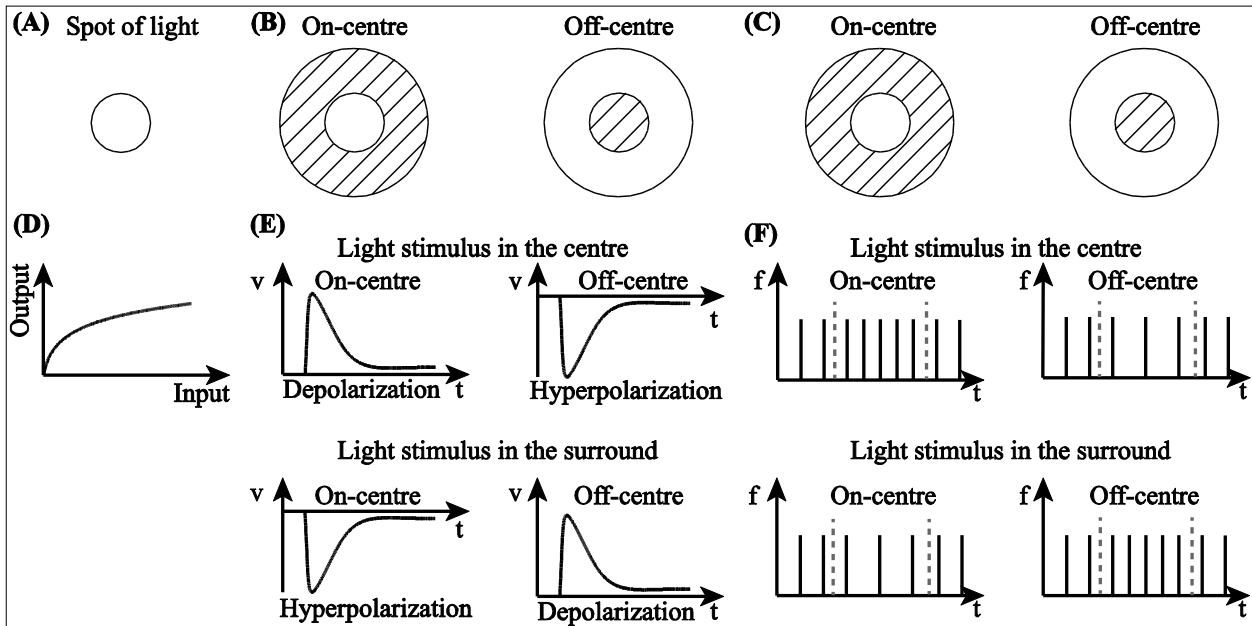 (A) Spot of light (B) On-centre Off-centre (C) On-centre Off-centre
(D) Output Input
(E) Light stimulus in the centre
v On-centre Depolarization t
v Off-centre t Hyperpolarization
Light stimulus in the surround
v On-centre t Hyperpolarization
v Off-centre Depolarization t
(F) Light stimulus in the centre
f On-centre t
f Off-centre t
Light stimulus in the surround
f On-centre t
f Off-centre t